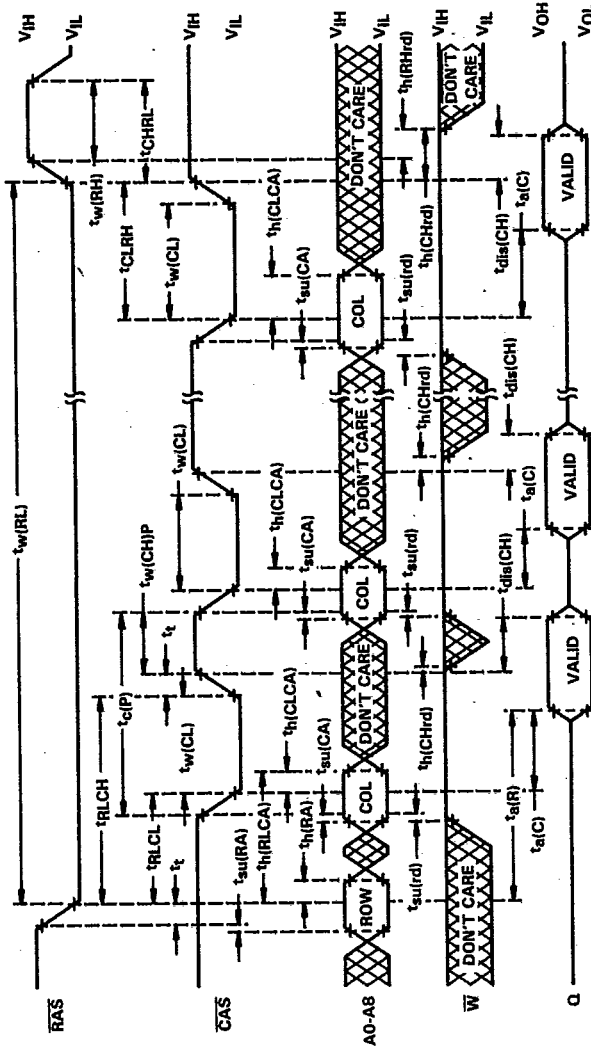 tw(RL)
tw(RH)
tCHRL
VIH
VIL
RAS
tCLRH
tw(CL)
tw(CL)
tw(CH)P
tt
tc(P)
tRLCH
tw(CL)
tRLCL
tt
VIH
VIL
CAS
th(CLCA)
tsu(CA)
th(CLCA)
tsu(CA)
th(CLCA)
tsu(CA)
th(RLCA)
th(RA)
tsu(RA)
VIH
VIL
A0-A8
ROW
COL
DON'T CARE
COL
DON'T CARE
COL
DON'T CARE
tsu(rd)
th(CHrd)
tsu(rd)
th(CHrd)
tsu(rd)
th(CHrd)
th(RHrd)
VIH
VIL
W
DON'T CARE
DON'T
CARE
ta(R)
ta(C)
tdis(CH)
ta(C)
tdis(CH)
ta(C)
tdis(CH)
VOH
VOL
Q
VALID
VALID
VALID